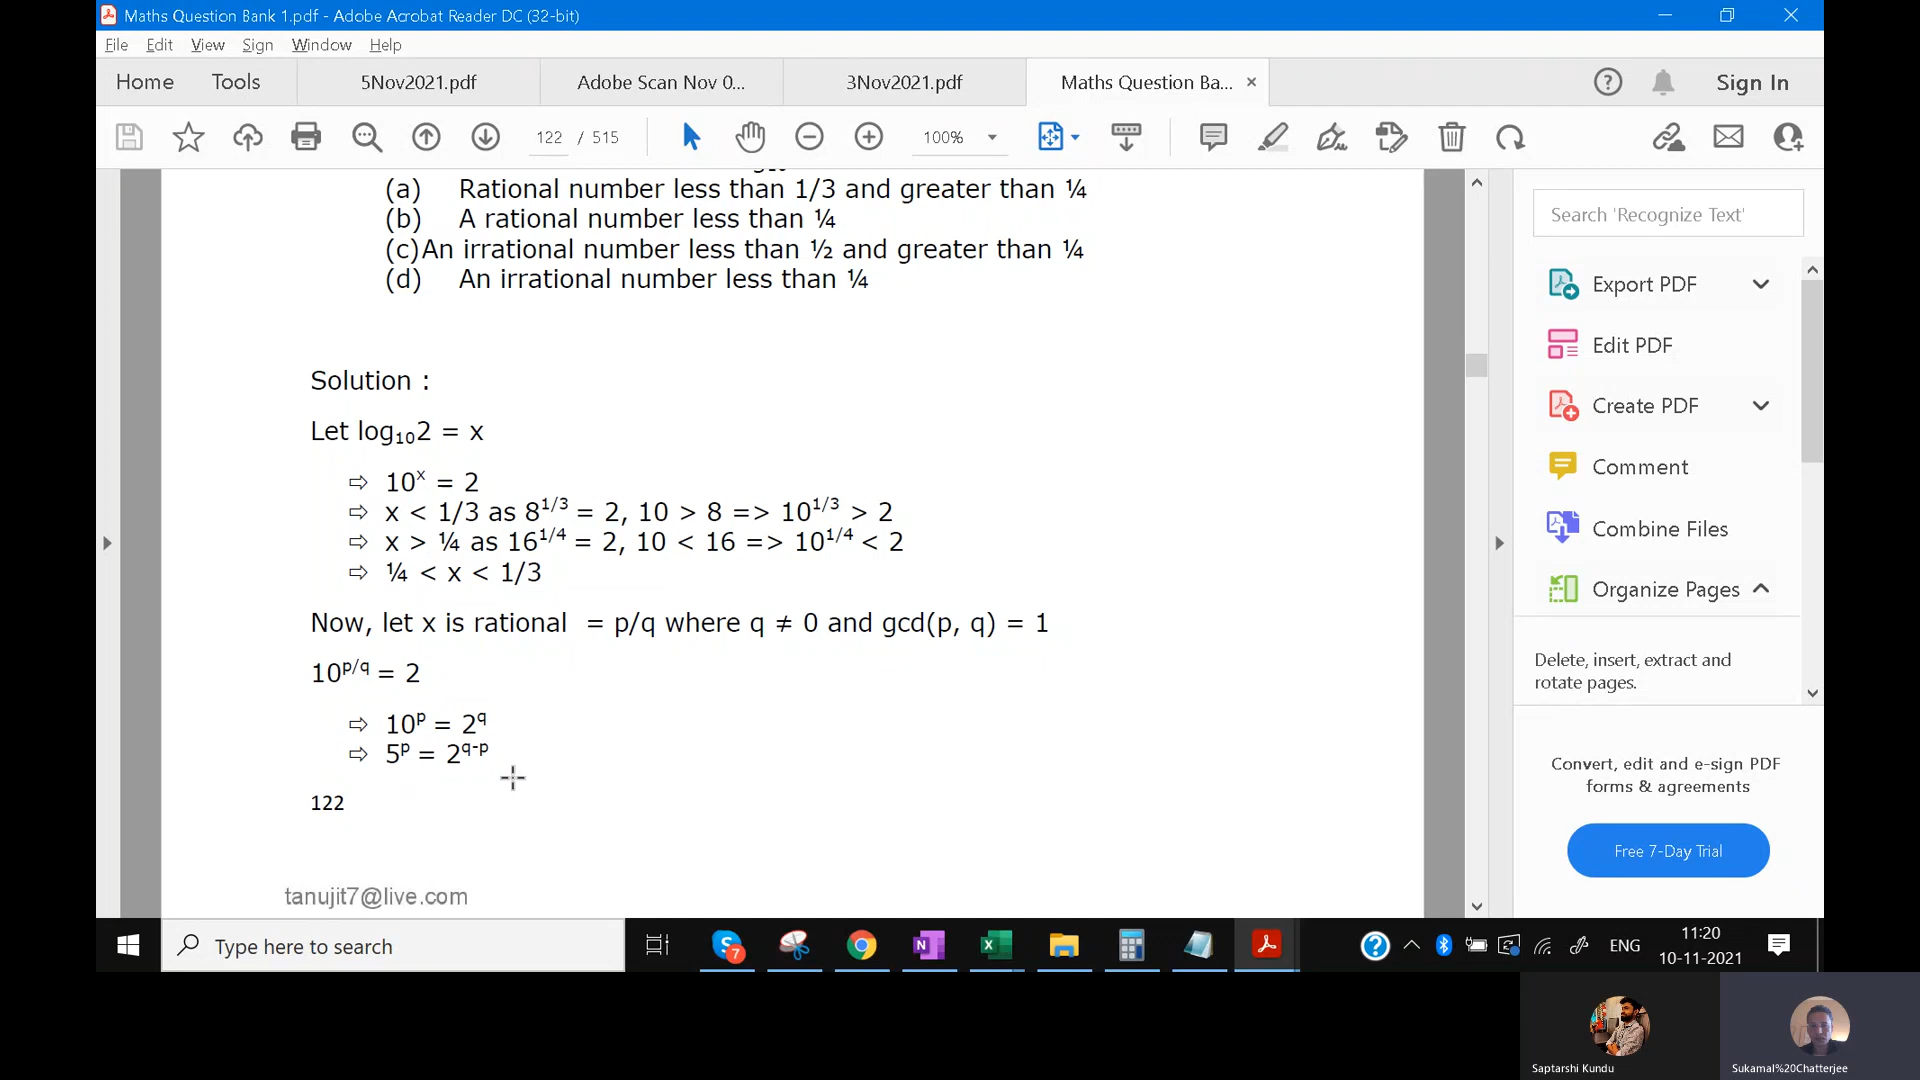 Maths Question Bank 1.pdf - Adobe Acrobat Reader DC (32-bit)
File Edit View Sign Window Help
Home Tools 5Nov2021.pdf Adobe Scan Nov 0... 3Nov2021.pdf Maths Question Ba... × Sign In
122 / 515 100%
(a) Rational number less than 1/3 and greater than ¼
(b) A rational number less than ¼
(c)An irrational number less than ½ and greater than ¼
(d) An irrational number less than ¼
Solution :
Let log₁₀2 = x
⇨ 10ˣ = 2
⇨ x < 1/3 as 8^1/3 = 2, 10 > 8 => 10^1/3 > 2
⇨ x > ¼ as 16^1/4 = 2, 10 < 16 => 10^1/4 < 2
⇨ ¼ < x < 1/3
Now, let x is rational = p/q where q ≠ 0 and gcd(p, q) = 1
10^p/q = 2
⇨ 10^p = 2^q
⇨ 5^p = 2^q-p
122
tanujit7@live.com
Search 'Recognize Text'
Export PDF
Edit PDF
Create PDF
Comment
Combine Files
Organize Pages
Delete, insert, extract and
rotate pages.
Convert, edit and e-sign PDF
forms & agreements
Free 7-Day Trial
Type here to search
7
ENG
11:20
10-11-2021
Saptarshi Kundu
Sukamal%20Chatterjee